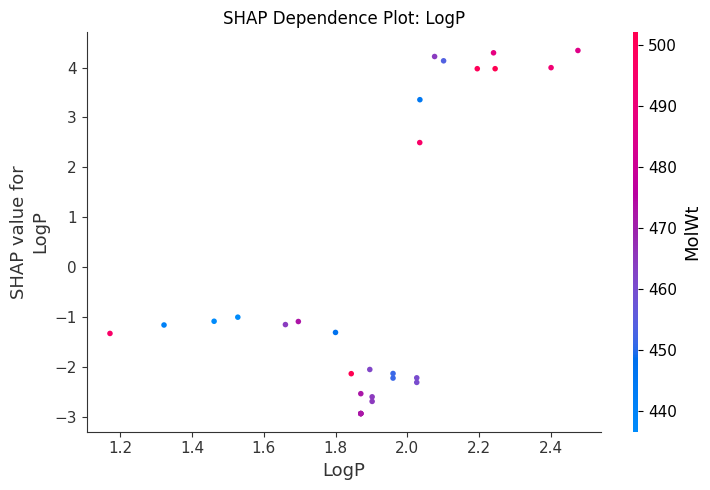 SHAP Dependence Plot: LogP
SHAP value for
LogP
4
3
2
1
0
−1
−2
−3
1.2 1.4 1.6 1.8 2.0 2.2 2.4
LogP
500
490
480
470
460
450
440
MolWt